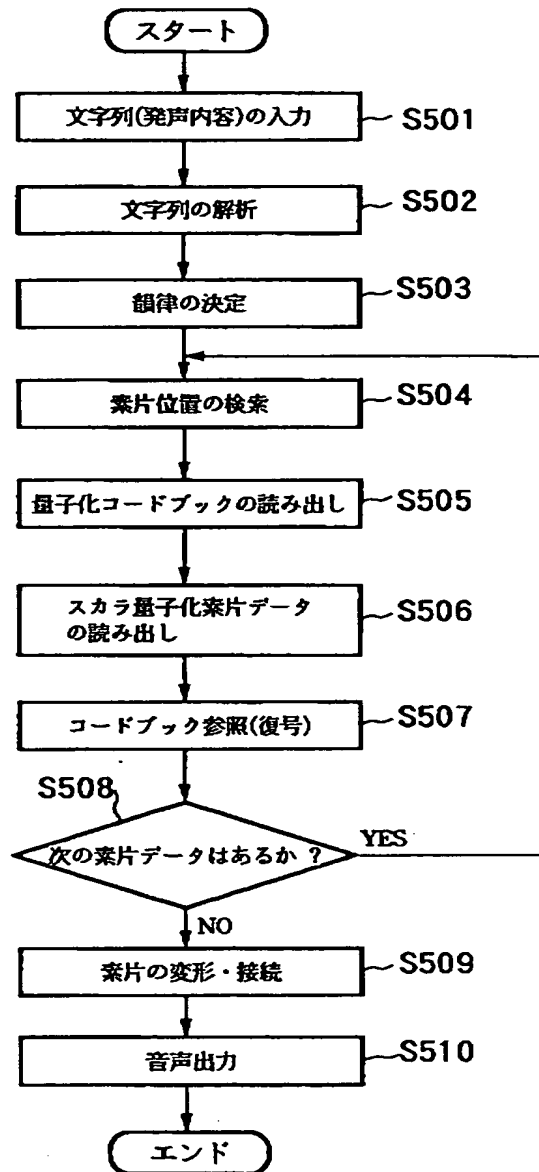 スタート
文字列(発声内容)の入力
S501
文字列の解析
S502
韻律の決定
S503
素片位置の検索
S504
量子化コードブックの読み出し
S505
スカラ量子化素片データ
の読み出し
S506
コードブック参照(復号)
S507
S508
次の素片データはあるか ?
YES
NO
素片の変形・接続
S509
音声出力
S510
エンド